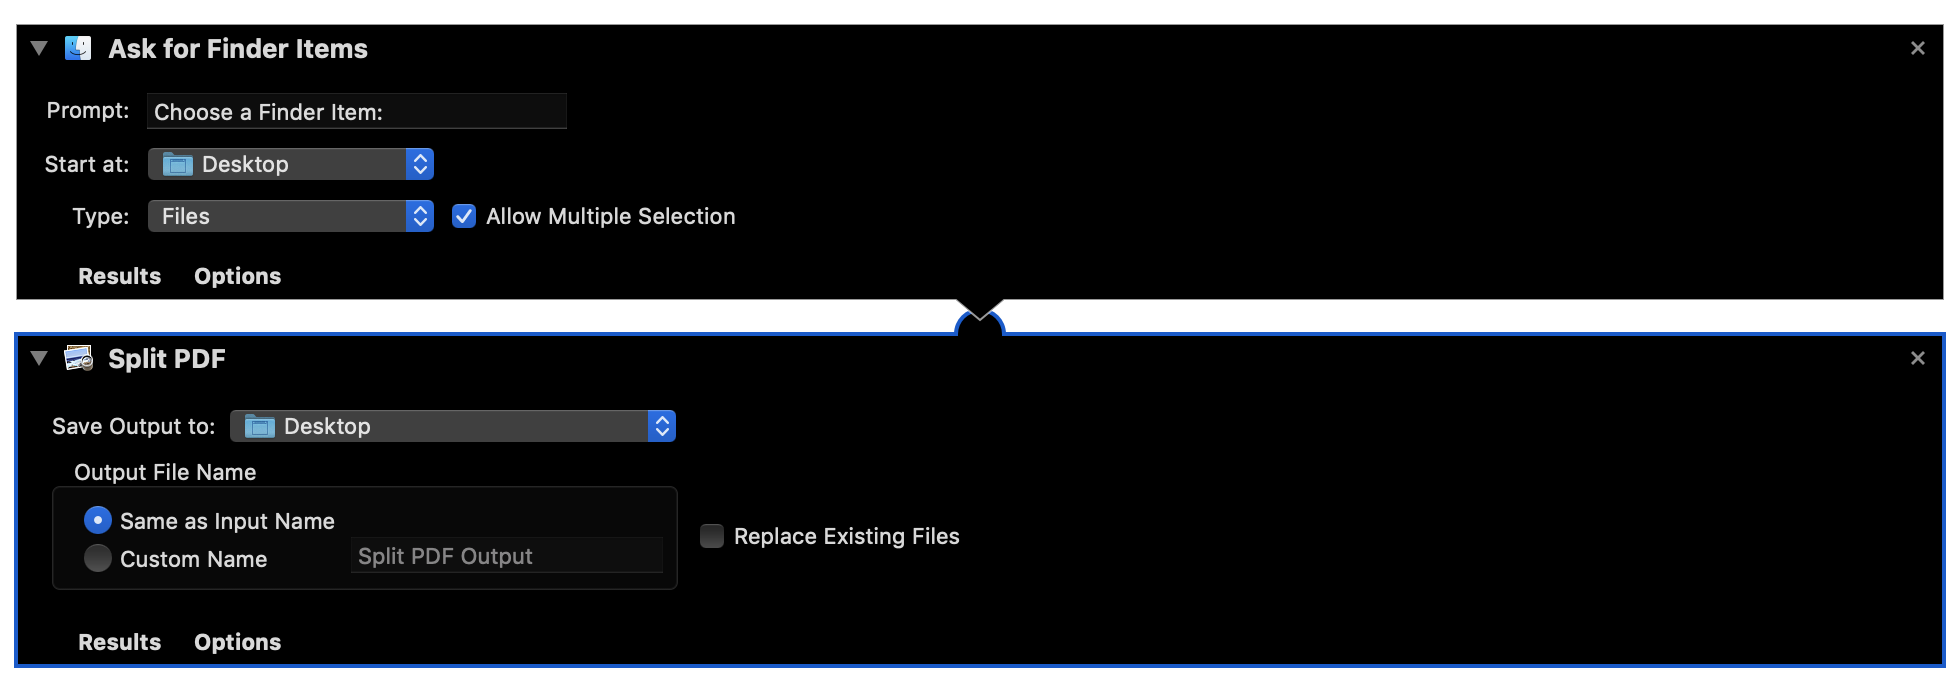 Ask for Finder Items
Prompt: Choose a Finder Item:
Start at: Desktop
Type: Files Allow Multiple Selection
Results Options
Split PDF
Save Output to: Desktop
Output File Name
Same as Input Name
Custom Name Split PDF Output
Replace Existing Files
Results Options